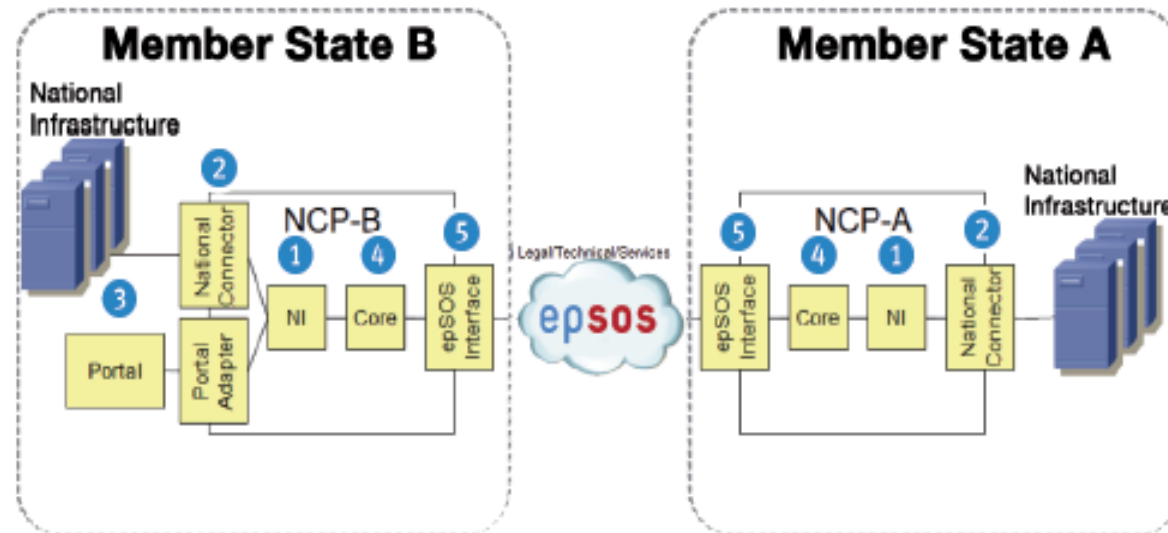 Member State B
National
Infrastructure
2
NCP-B
1
4
5
3
National
Connector
NI
Core
epSOS
Interface
Portal
Portal
Adapter
Legal/Technical/Services
epsos
Member State A
National
Infrastructure
NCP-A
5
4
1
2
epSOS
Interface
Core
NI
National
Connector